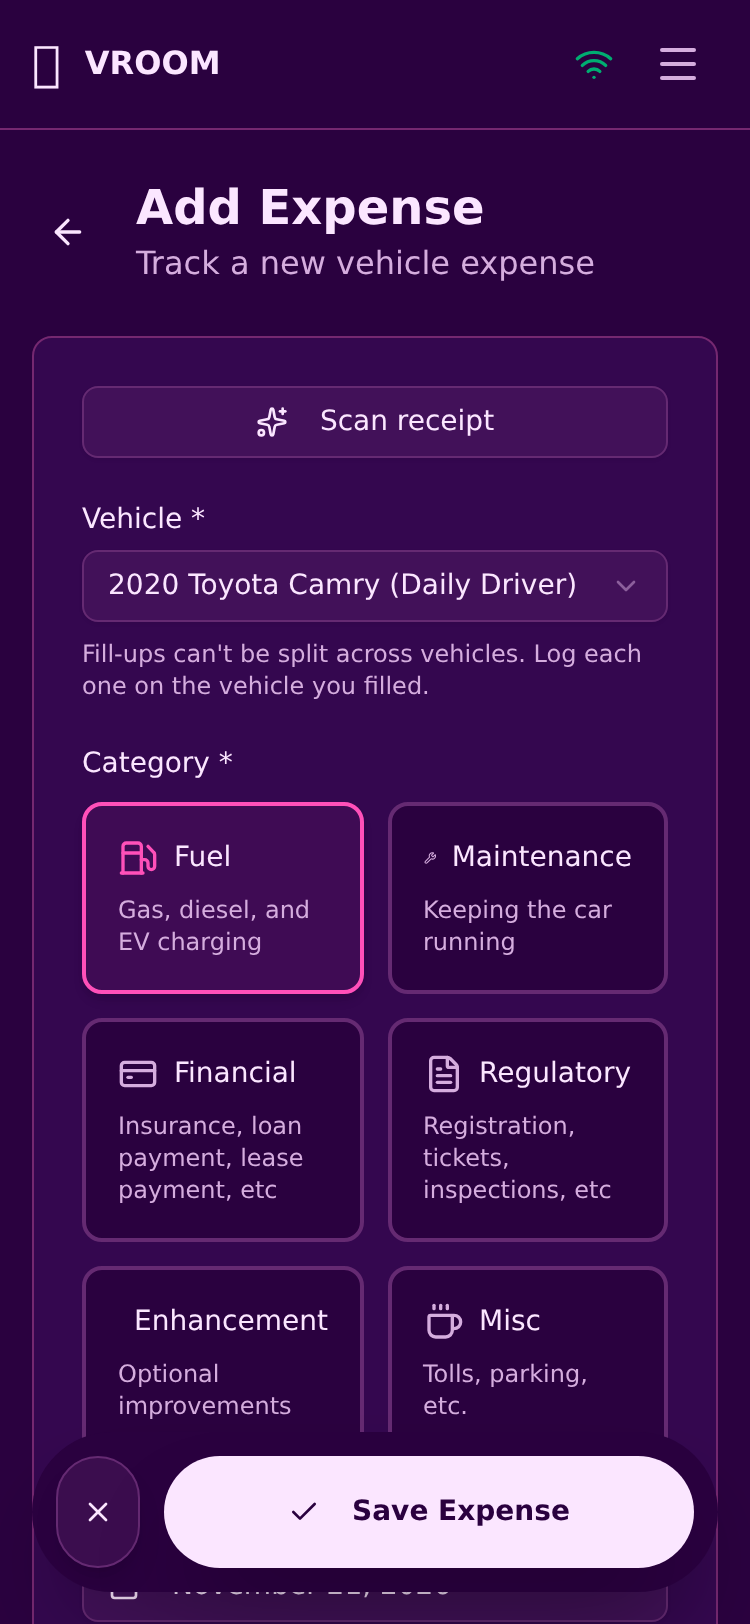 VROOM
Add Expense
Track a new vehicle expense
Scan receipt
Vehicle *
2020 Toyota Camry (Daily Driver)
Fill-ups can't be split across vehicles. Log each
one on the vehicle you filled.
Category *
Fuel
Gas, diesel, and
EV charging
Maintenance
Keeping the car
running
Financial
Insurance, loan
payment, lease
payment, etc
Regulatory
Registration,
tickets,
inspections, etc
Enhancement
Optional
improvements
Misc
Tolls, parking,
etc.
Save Expense